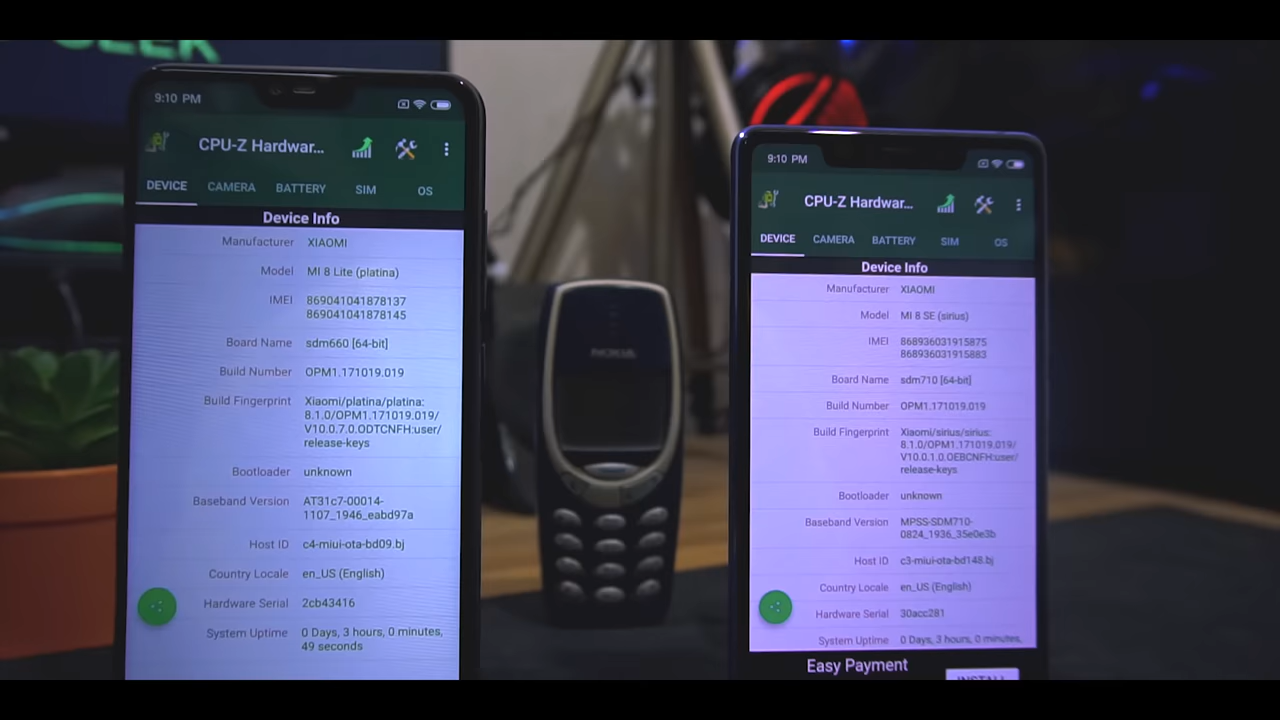 GEEK
9:10 PM
CPU-Z Hardwar...
DEVICE CAMERA BATTERY SIM OS
Device Info
Manufacturer XIAOMI
Model MI 8 Lite (platina)
IMEI 869041041878137
869041041878145
Board Name sdm660 [64-bit]
Build Number OPM1.171019.019
Build Fingerprint Xiaomi/platina/platina:
8.1.0/OPM1.171019.019/
V10.0.7.0.ODTCNFH:user/
release-keys
Bootloader unknown
Baseband Version AT31c7-00014-
1107_1946_eabd97a
Host ID c4-miui-ota-bd09.bj
Country Locale en_US (English)
Hardware Serial 2cb43416
System Uptime 0 Days, 3 hours, 0 minutes,
49 seconds
NOKIA
9:10 PM
CPU-Z Hardwar...
DEVICE CAMERA BATTERY SIM OS
Device Info
Manufacturer XIAOMI
Model MI 8 SE (sirius)
IMEI 868936031915875
868936031915883
Board Name sdm710 [64-bit]
Build Number OPM1.171019.019
Build Fingerprint Xiaomi/sirius/sirius:
8.1.0/OPM1.171019.019/
V10.0.1.0.OEBCNFH:user/
release-keys
Bootloader unknown
Baseband Version MPSS-SDM710-
0824_1936_35e0e3b
Host ID c3-miui-ota-bd148.bj
Country Locale en_US (English)
Hardware Serial 30acc281
System Uptime 0 Days, 3 hours, 0 minutes,
Easy Payment
INSTALL